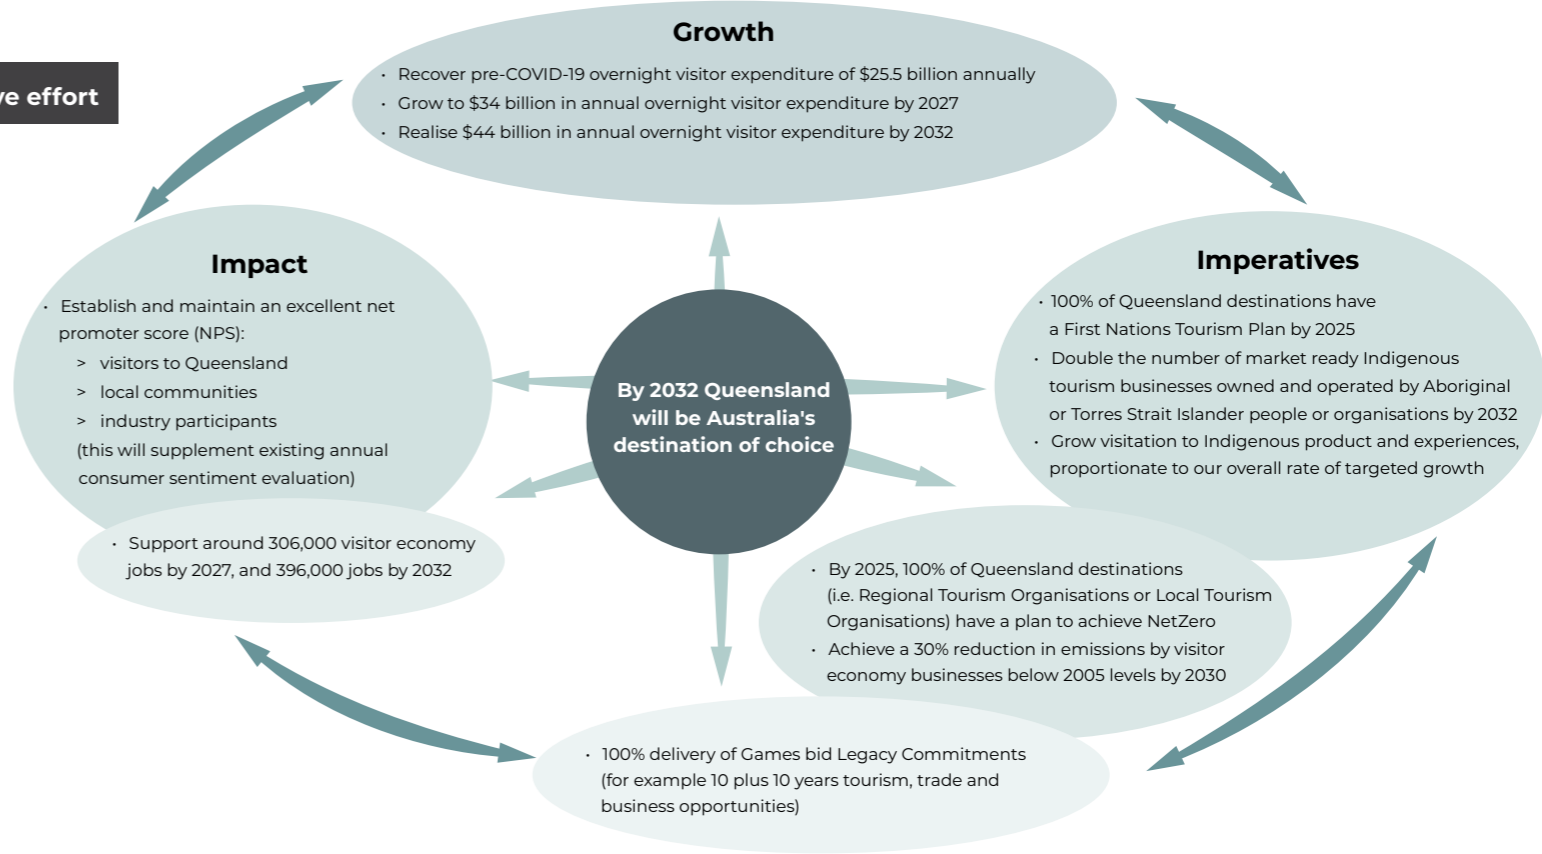 effort
Growth
• Recover pre-COVID-19 overnight visitor expenditure of $25.5 billion annually
• Grow to $34 billion in annual overnight visitor expenditure by 2027
• Realise $44 billion in annual overnight visitor expenditure by 2032
Impact
• Establish and maintain an excellent net
promoter score (NPS):
> visitors to Queensland
> local communities
> industry participants
(this will supplement existing annual
consumer sentiment evaluation)
• Support around 306,000 visitor economy
jobs by 2027, and 396,000 jobs by 2032
By 2032 Queensland
will be Australia's
destination of choice
Imperatives
• 100% of Queensland destinations have
a First Nations Tourism Plan by 2025
• Double the number of market ready Indigenous
tourism businesses owned and operated by Aboriginal
or Torres Strait Islander people or organisations by 2032
• Grow visitation to Indigenous product and experiences,
proportionate to our overall rate of targeted growth
• By 2025, 100% of Queensland destinations
(i.e. Regional Tourism Organisations or Local Tourism
Organisations) have a plan to achieve NetZero
• Achieve a 30% reduction in emissions by visitor
economy businesses below 2005 levels by 2030
• 100% delivery of Games bid Legacy Commitments
(for example 10 plus 10 years tourism, trade and
business opportunities)